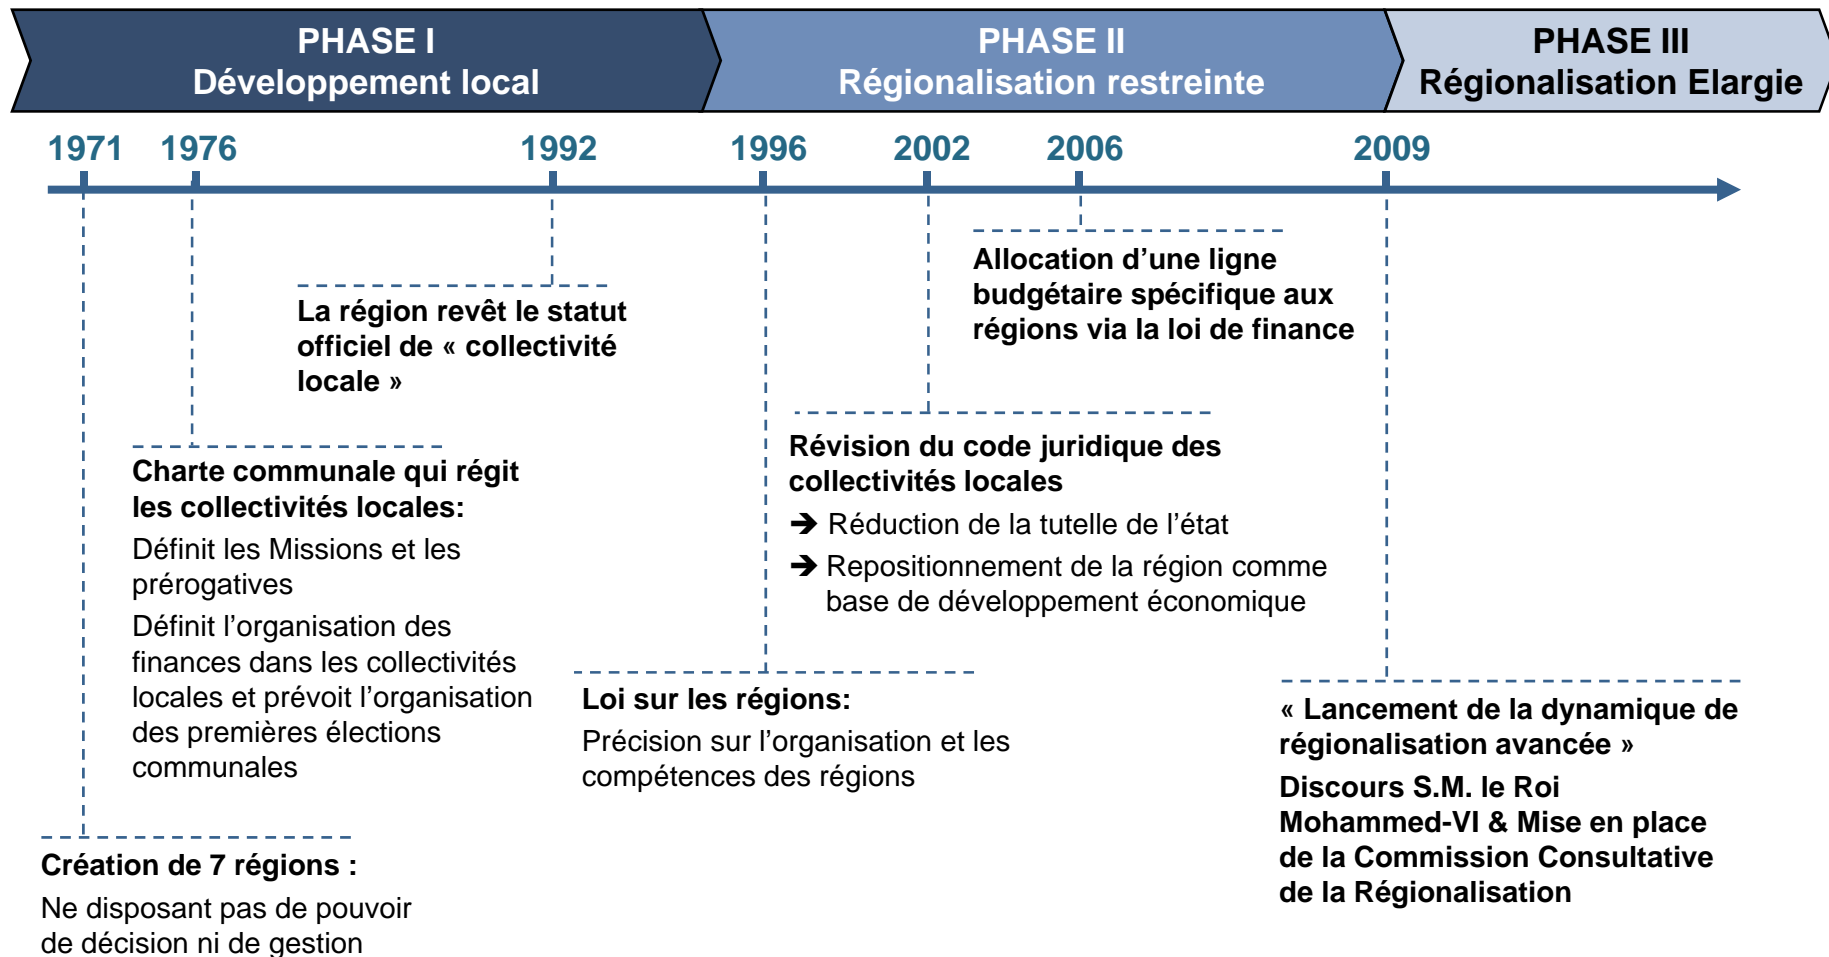 PHASE I
Développement local
PHASE II
Régionalisation restreinte
PHASE III
Régionalisation Elargie
1971 1976 1992 1996 2002 2006 2009
Allocation d’une ligne
budgétaire spécifique aux
régions via la loi de finance
La région revêt le statut
officiel de « collectivité
locale »
Révision du code juridique des
collectivités locales
➔ Réduction de la tutelle de l’état
➔ Repositionnement de la région comme
base de développement économique
Charte communale qui régit
les collectivités locales:
Définit les Missions et les
prérogatives
Définit l’organisation des
finances dans les collectivités
locales et prévoit l’organisation
des premières élections
communales
Loi sur les régions:
Précision sur l’organisation et les
compétences des régions
« Lancement de la dynamique de
régionalisation avancée »
Discours S.M. le Roi
Mohammed-VI & Mise en place
de la Commission Consultative
de la Régionalisation
Création de 7 régions :
Ne disposant pas de pouvoir
de décision ni de gestion